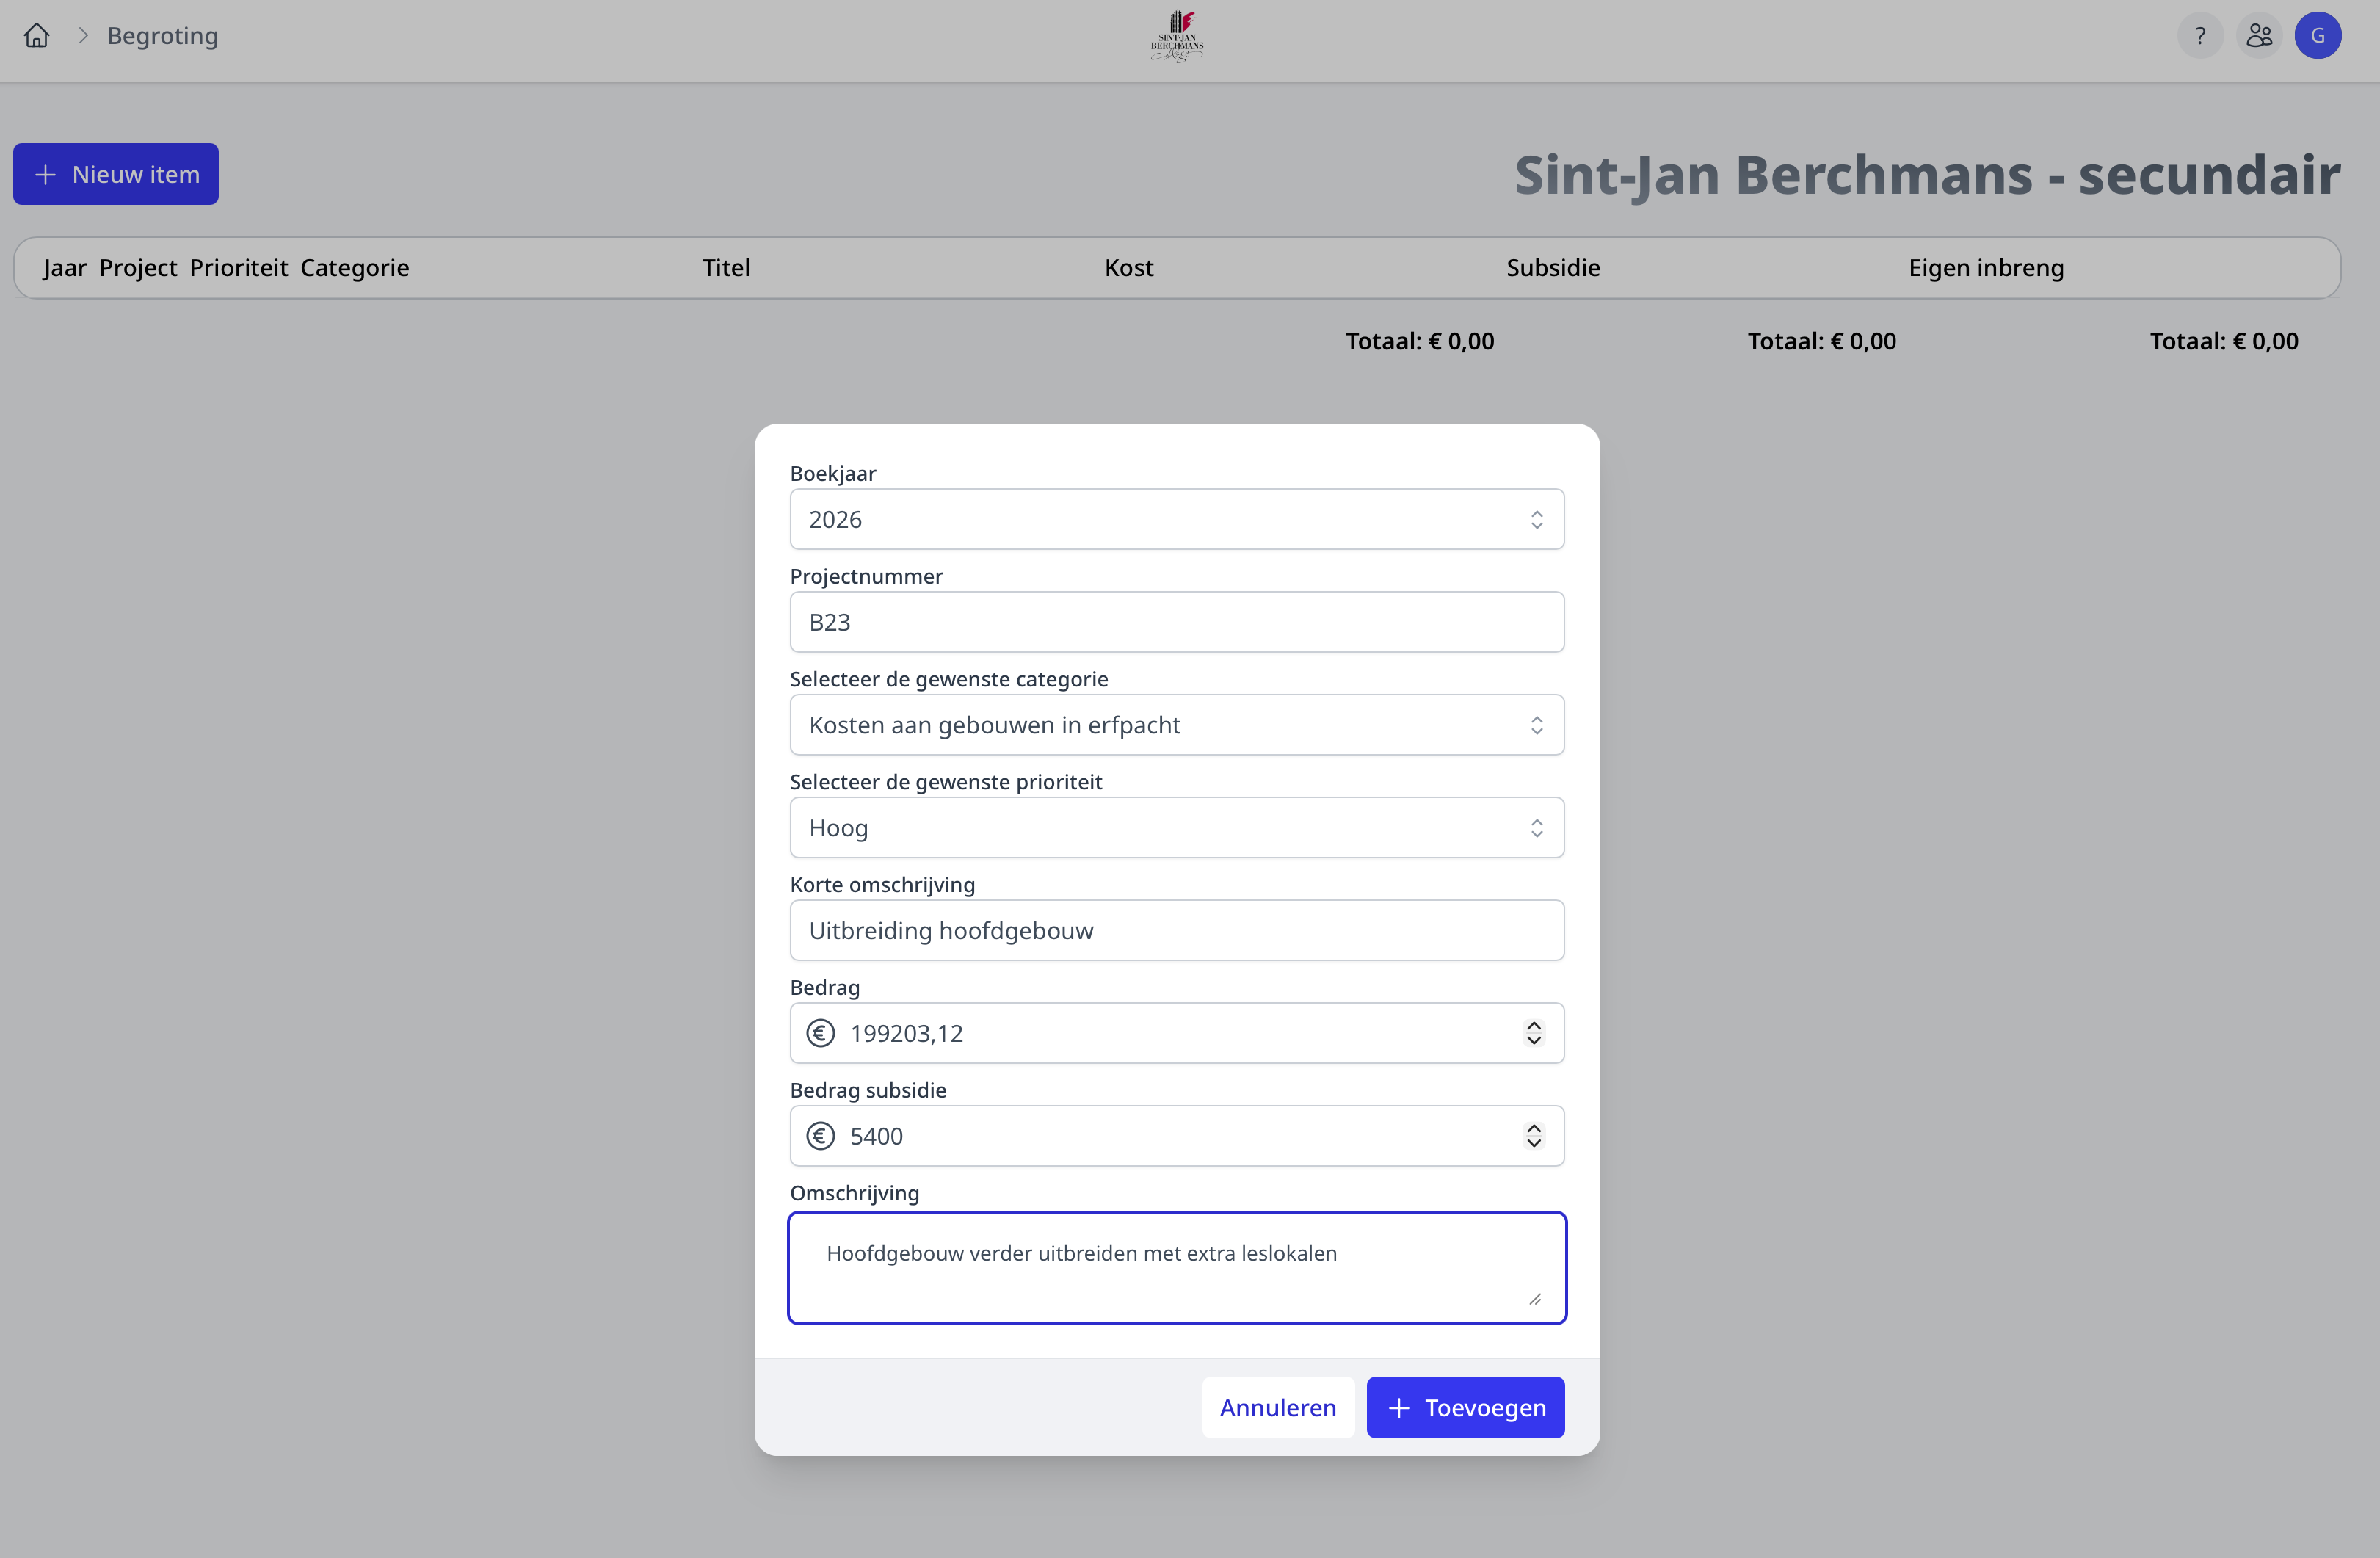 Begroting
SINT-JAN
BERCHMANS
?
G
Nieuw item
Sint-Jan Berchmans - secundair
Jaar Project Prioriteit Categorie Titel Kost Subsidie Eigen inbreng
Totaal: € 0,00 Totaal: € 0,00 Totaal: € 0,00
Boekjaar
2026
Projectnummer
B23
Selecteer de gewenste categorie
Kosten aan gebouwen in erfpacht
Selecteer de gewenste prioriteit
Hoog
Korte omschrijving
Uitbreiding hoofdgebouw
Bedrag
€ 199203,12
Bedrag subsidie
€ 5400
Omschrijving
Hoofdgebouw verder uitbreiden met extra leslokalen
Annuleren
Toevoegen